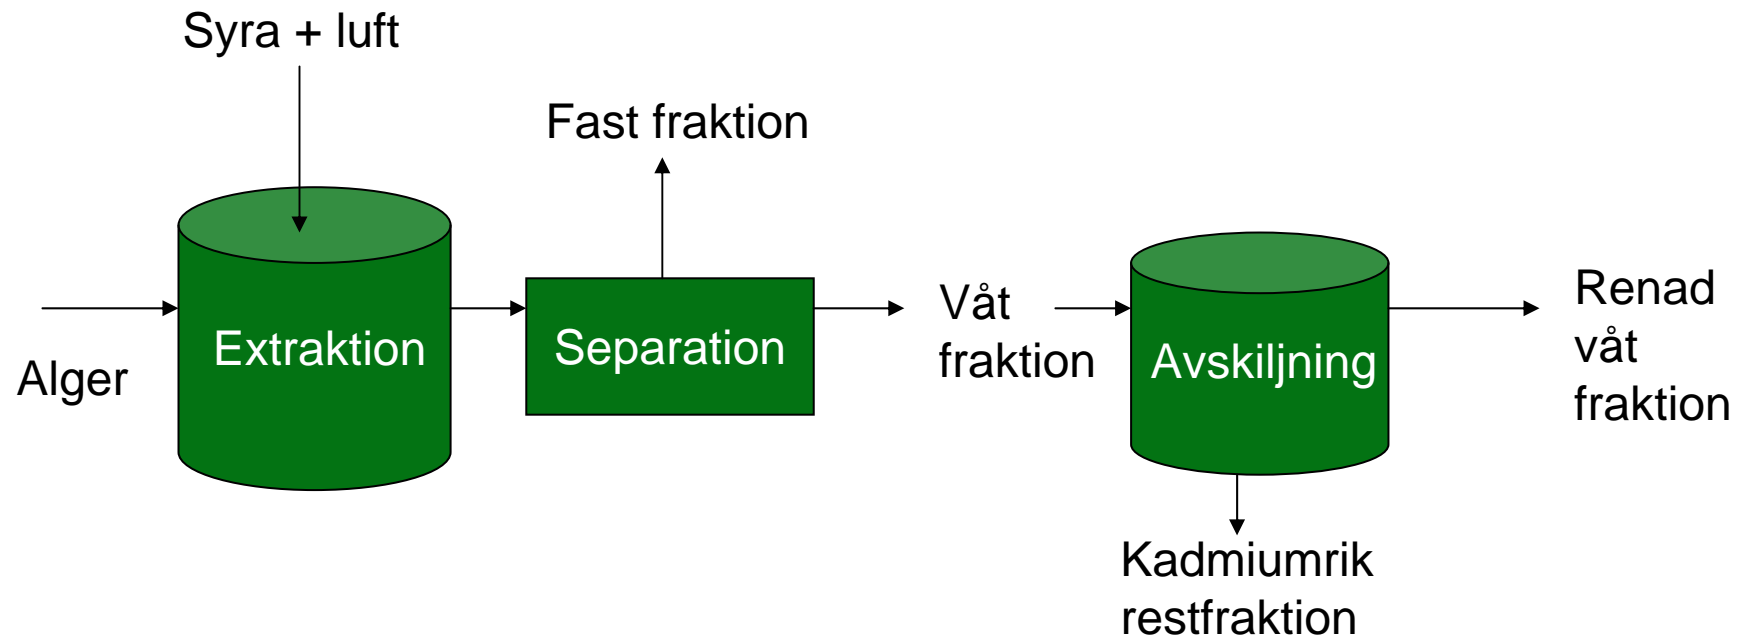 Syra + luft
Fast fraktion
Alger
Extraktion
Separation
Våt
fraktion
Avskiljning
Renad
våt
fraktion
Kadmiumrik
restfraktion